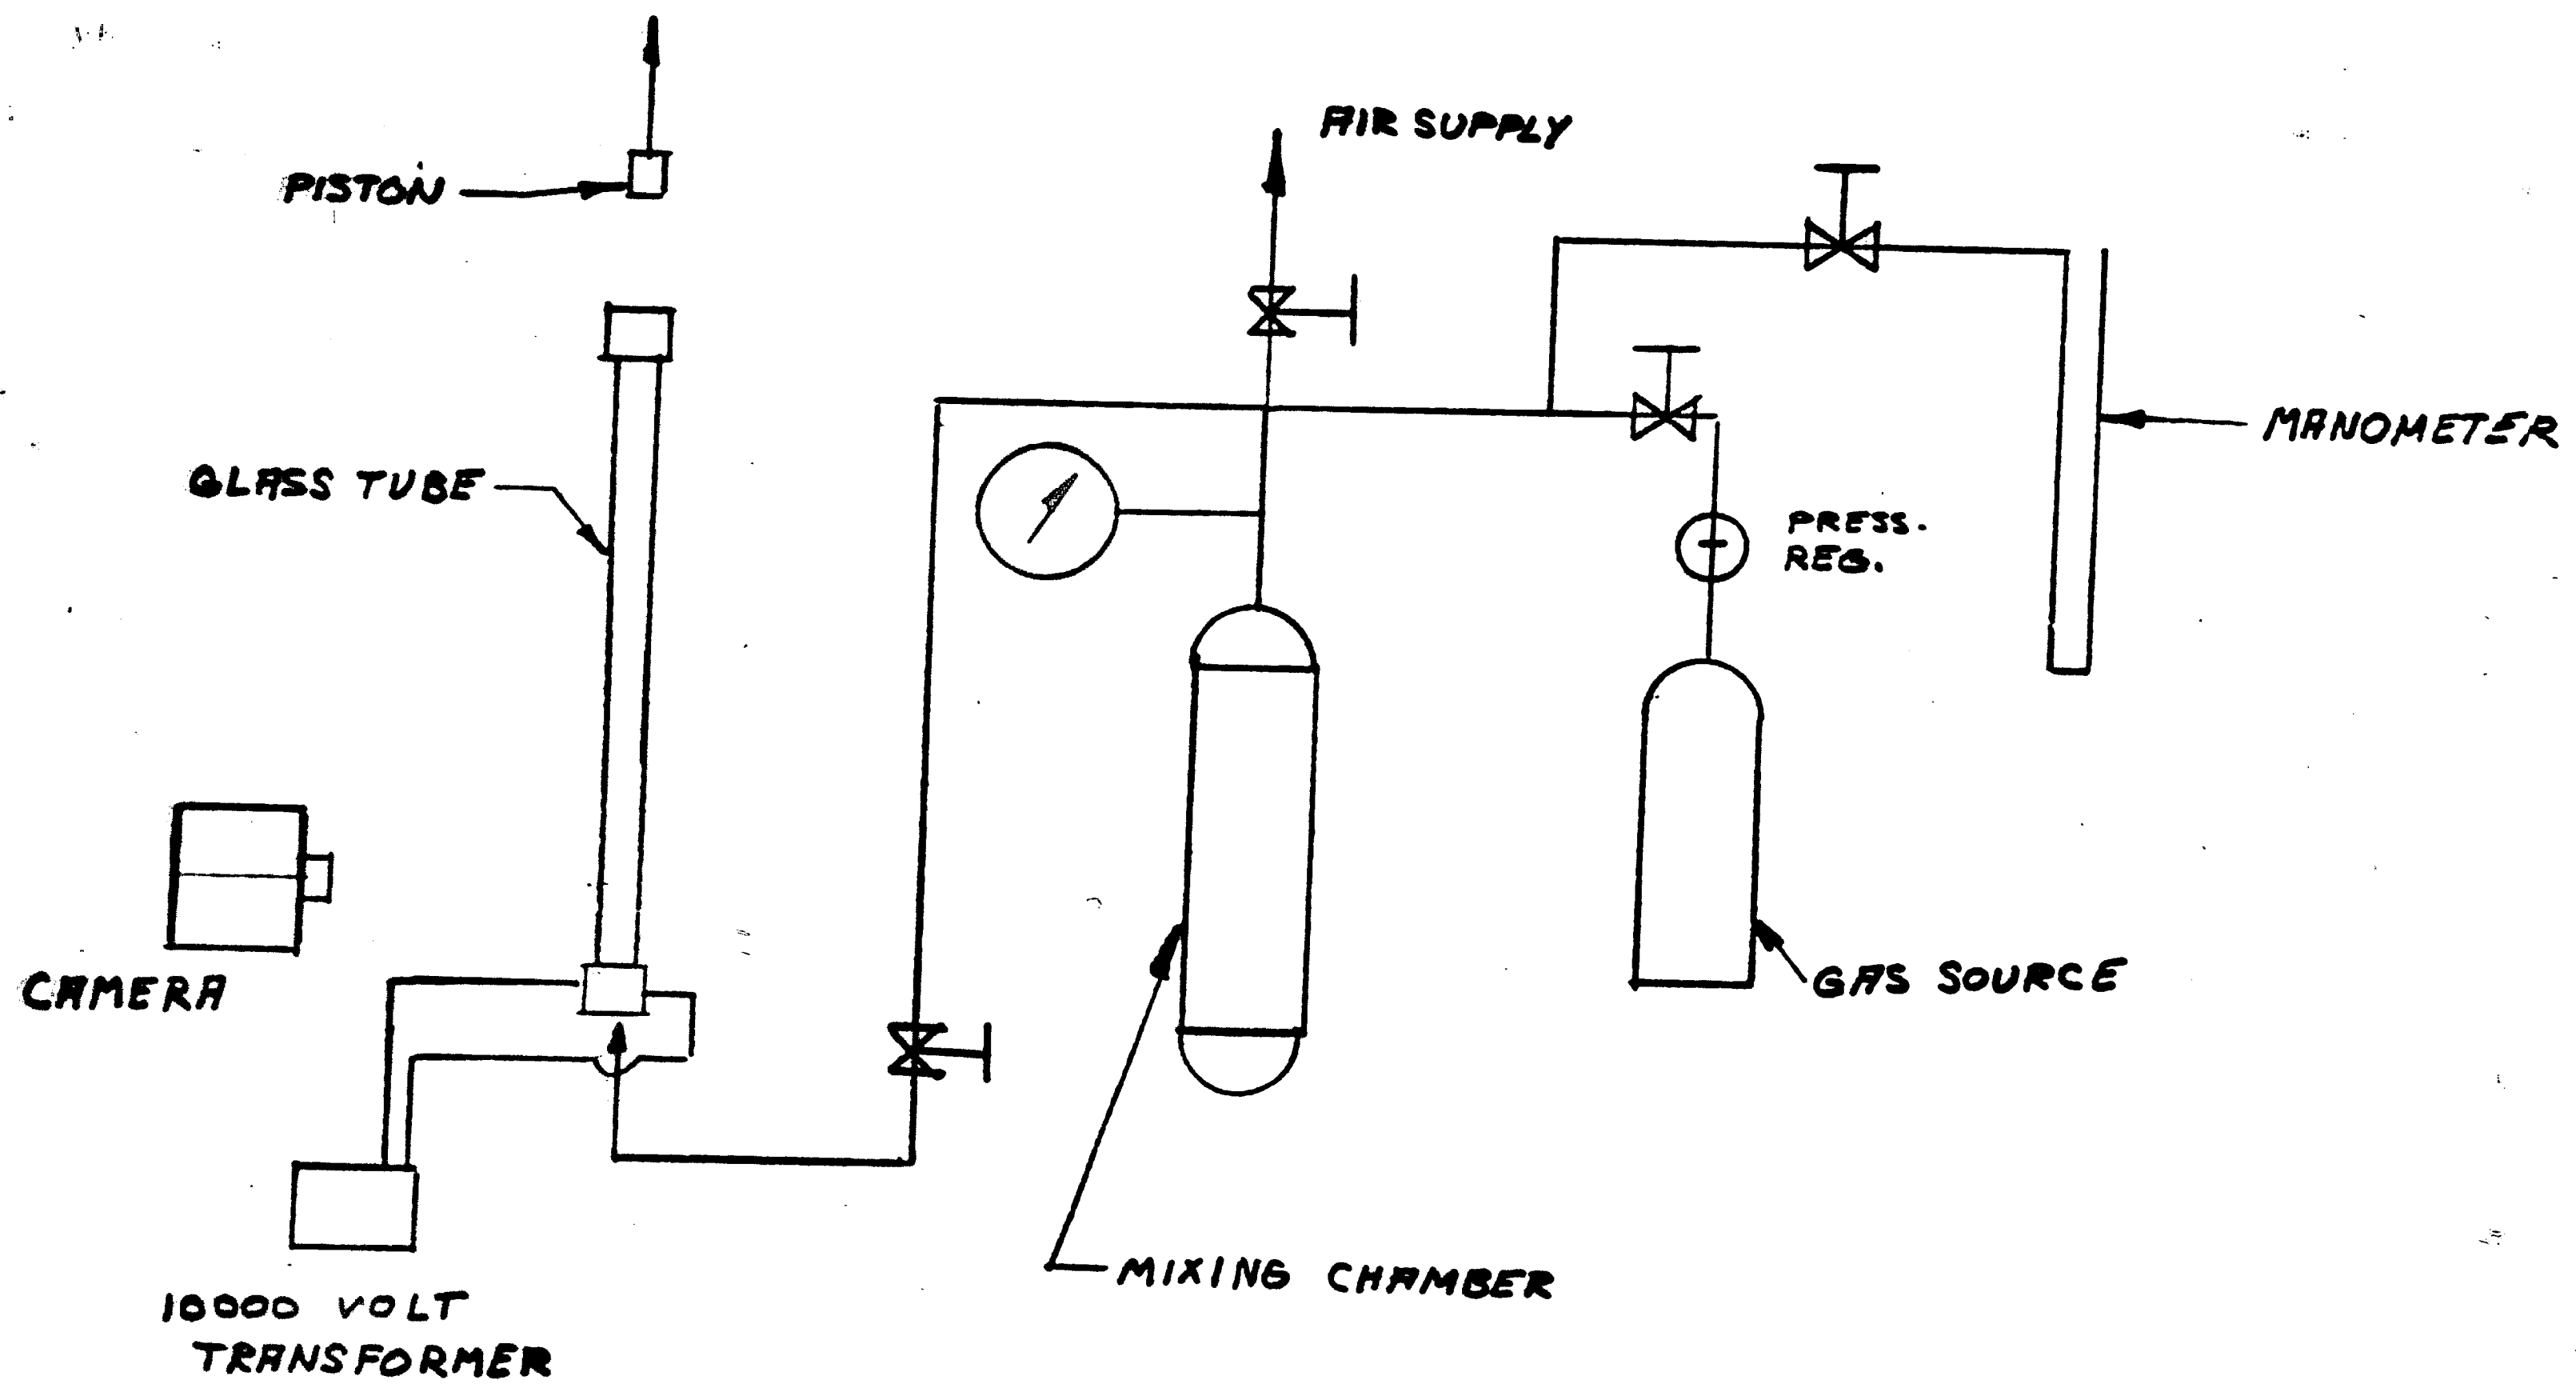 AIR SUPPLY
PISTON
MANOMETER
GLASS TUBE
PRESS.
REG.
CAMERA
GAS SOURCE
MIXING CHAMBER
10000 VOLT
TRANSFORMER